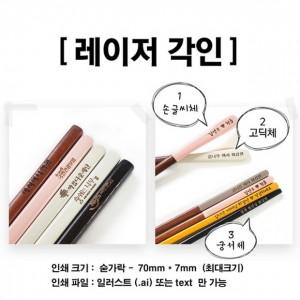 [ 레이저 각인 ]
1
손글씨체
2
고딕체
3
궁서체
인쇄 크기 : 숟가락 - 70mm * 7mm (최대크기)
인쇄 파일 : 일러스트 (.ai) 또는 text 만 가능